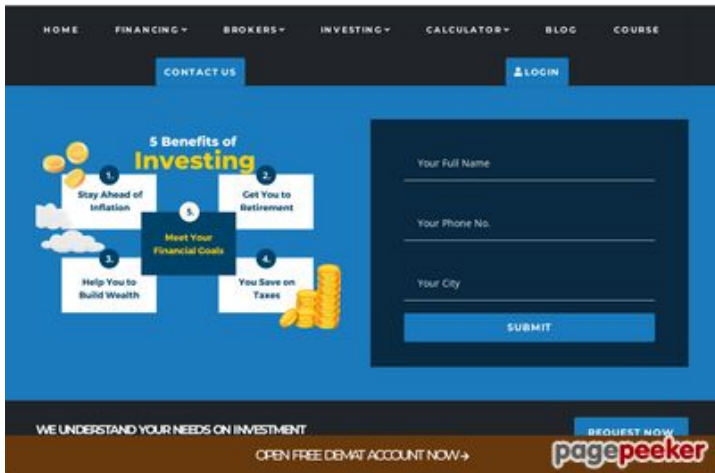 HOME FINANCING BROKERS INVESTING CALCULATOR BLOG COURSE
CONTACT US LOGIN
5 Benefits of
Investing
1.
Stay Ahead of
Inflation
2.
Get You to
Retirement
5.
Meet Your
Financial Goals
3.
Help You to
Build Wealth
4.
You Save on
Taxes
Your Full Name
Your Phone No.
Your City
SUBMIT
WE UNDERSTAND YOUR NEEDS ON INVESTMENT
REQUEST NOW
OPEN FREE DEMAT ACCOUNT NOW→
pagepeeker